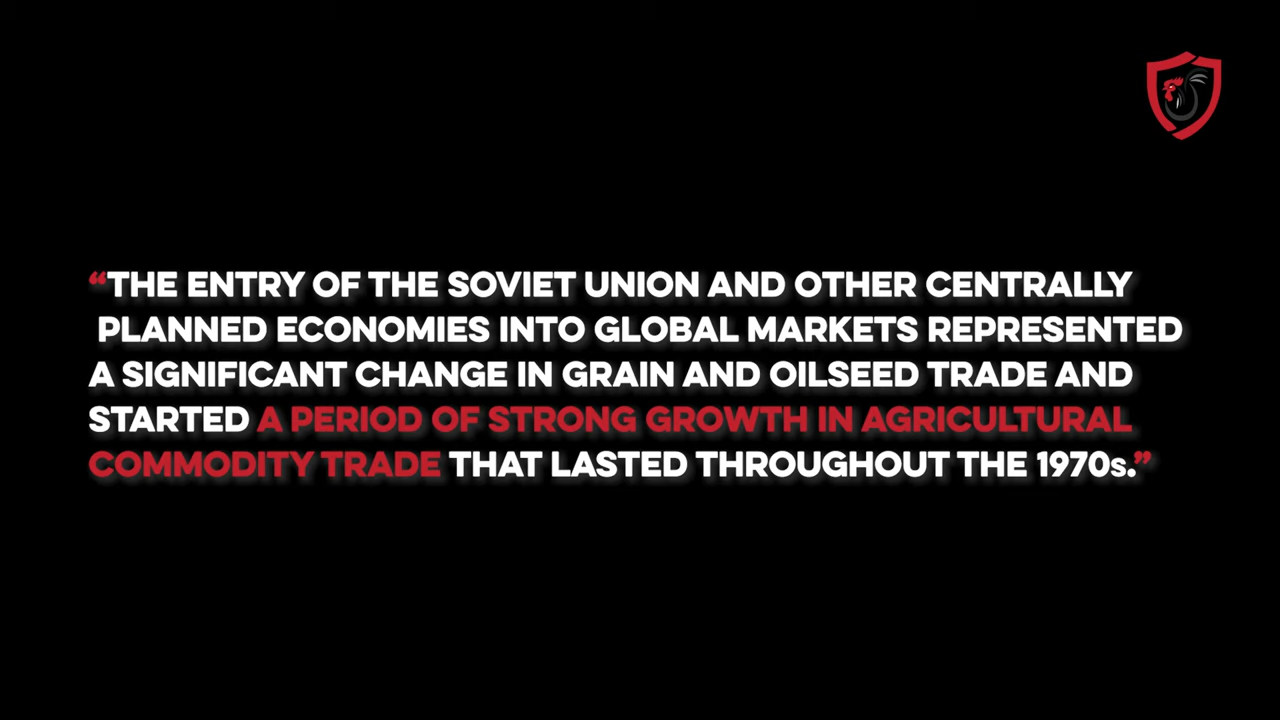 “THE ENTRY OF THE SOVIET UNION AND OTHER CENTRALLY
PLANNED ECONOMIES INTO GLOBAL MARKETS REPRESENTED
A SIGNIFICANT CHANGE IN GRAIN AND OILSEED TRADE AND
STARTED A PERIOD OF STRONG GROWTH IN AGRICULTURAL
COMMODITY TRADE THAT LASTED THROUGHOUT THE 1970s.”